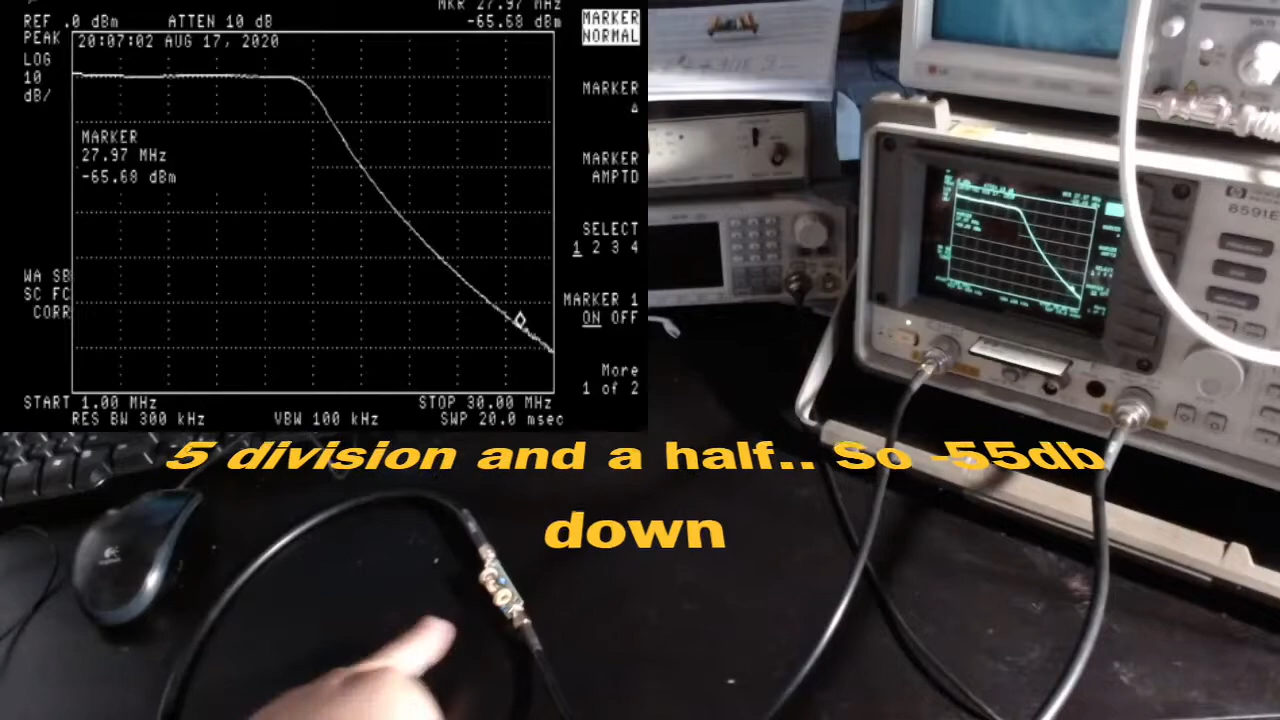 MKR 27.97 MHz
REF .0 dBm ATTEN 10 dB -65.68 dBm
PEAK
LOG
10
dB/
20:07:02 AUG 17, 2020
MARKER
27.97 MHz
-65.68 dBm
WA SB
SC FC
CORR
START 1.00 MHz STOP 30.00 MHz
RES BW 300 kHz VBW 100 kHz SWP 20.0 msec
MARKER
NORMAL
MARKER
Δ
MARKER
AMPTD
SELECT
1 2 3 4
MARKER 1
ON OFF
More
1 of 2
8591E
5 division and a half.. So -55db
down